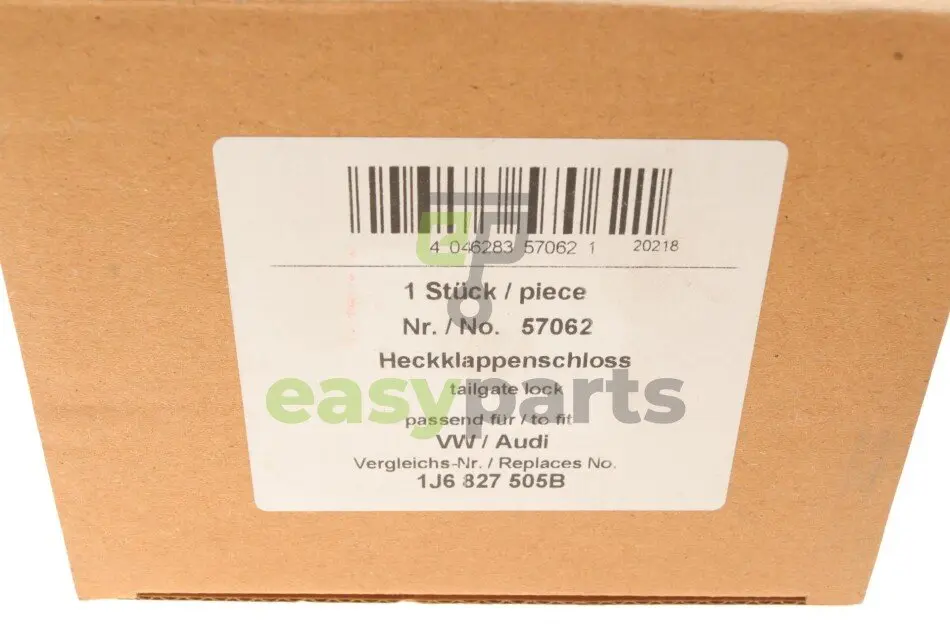 4 046283 57062 1 20218
1 Stück / piece
Nr. / No. 57062
Heckklappenschloss
tailgate lock
easyparts
passend für / to fit
VW / Audi
Vergleichs-Nr. / Replaces No.
1J6 827 505B